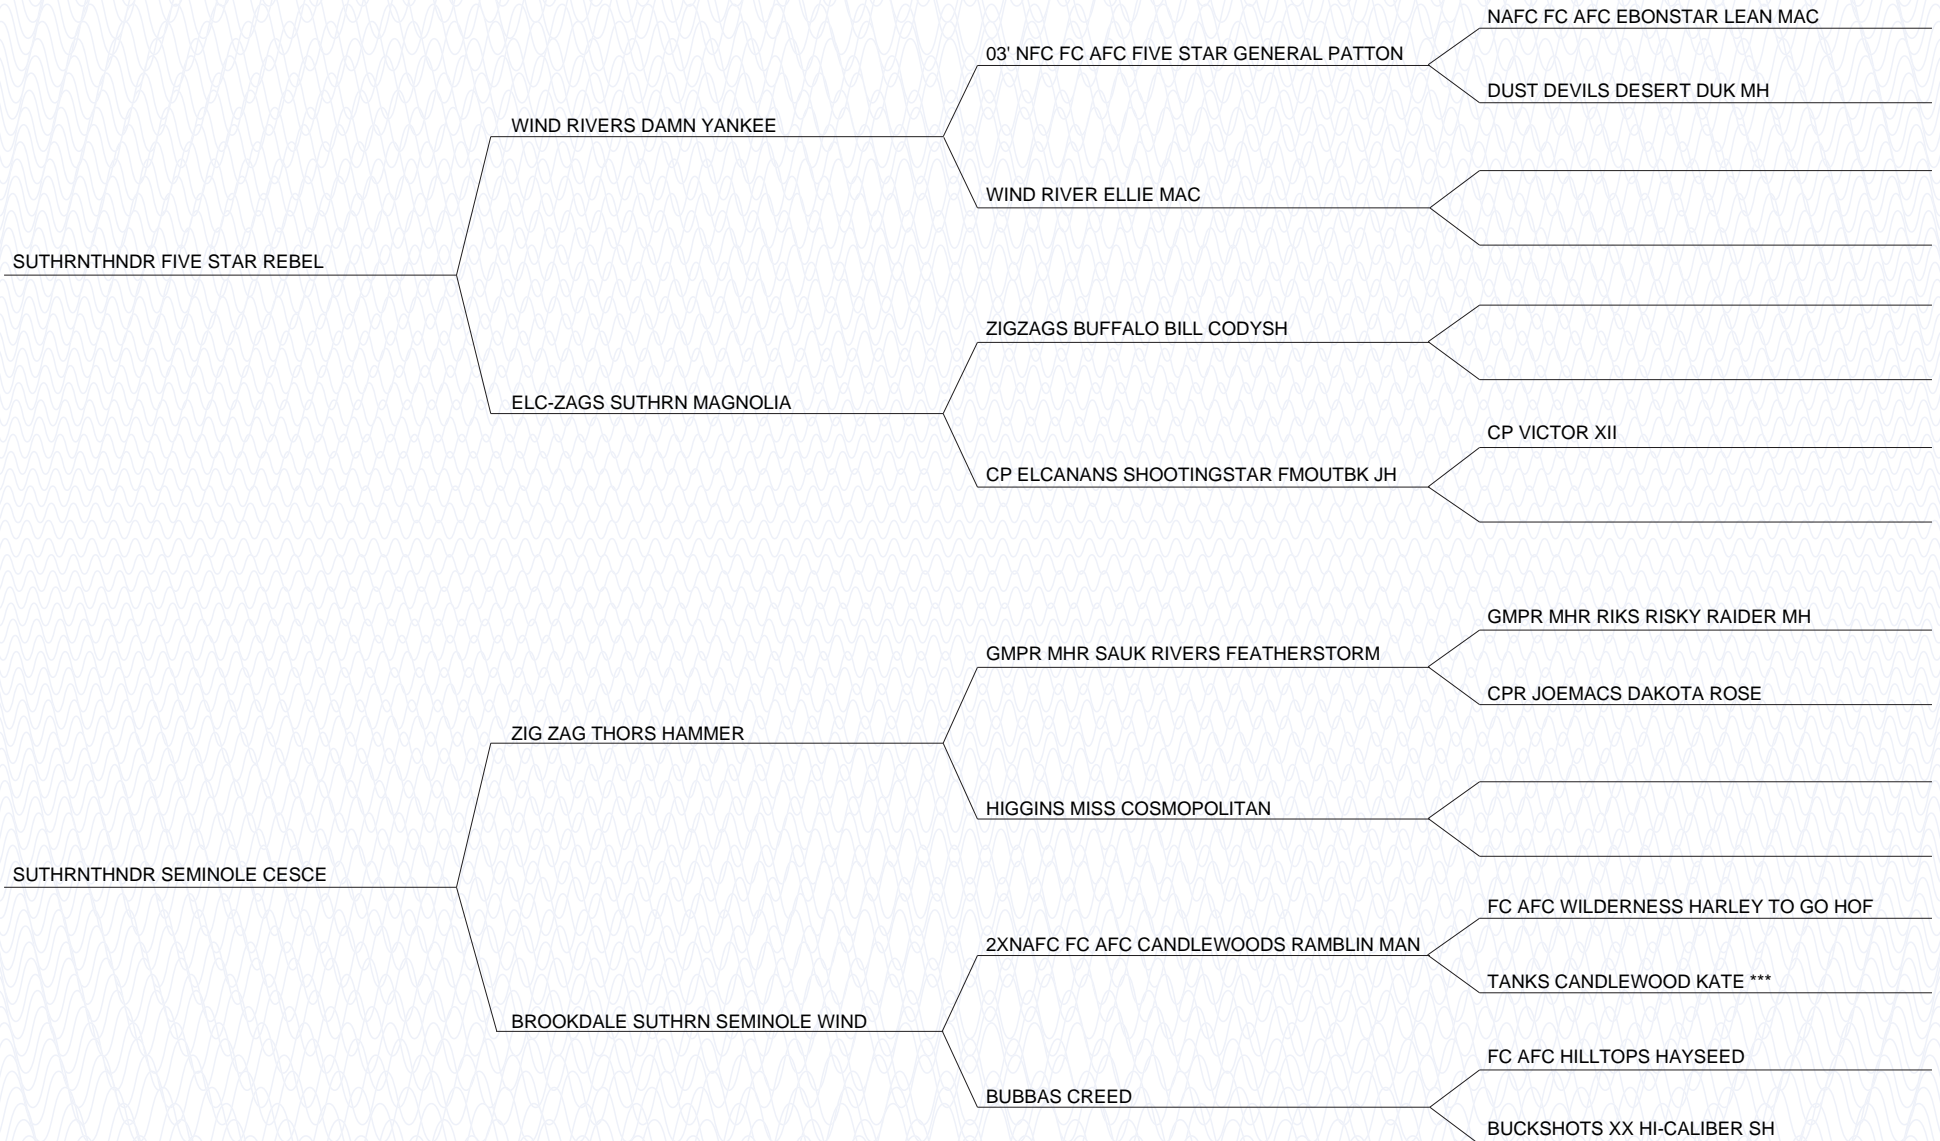 NAFC FC AFC EBONSTAR LEAN MAC
03' NFC FC AFC FIVE STAR GENERAL PATTON
DUST DEVILS DESERT DUK MH
WIND RIVERS DAMN YANKEE
WIND RIVER ELLIE MAC
SUTHRNTHNDR FIVE STAR REBEL
ZIGZAGS BUFFALO BILL CODYSH
ELC-ZAGS SUTHRN MAGNOLIA
CP VICTOR XII
CP ELCANANS SHOOTINGSTAR FMOUTBK JH
GMPR MHR RIKS RISKY RAIDER MH
GMPR MHR SAUK RIVERS FEATHERSTORM
CPR JOEMACS DAKOTA ROSE
ZIG ZAG THORS HAMMER
HIGGINS MISS COSMOPOLITAN
SUTHRNTHNDR SEMINOLE CESCE
FC AFC WILDERNESS HARLEY TO GO HOF
2XNAFC FC AFC CANDLEWOODS RAMBLIN MAN
TANKS CANDLEWOOD KATE ***
BROOKDALE SUTHRN SEMINOLE WIND
FC AFC HILLTOPS HAYSEED
BUBBAS CREED
BUCKSHOTS XX HI-CALIBER SH